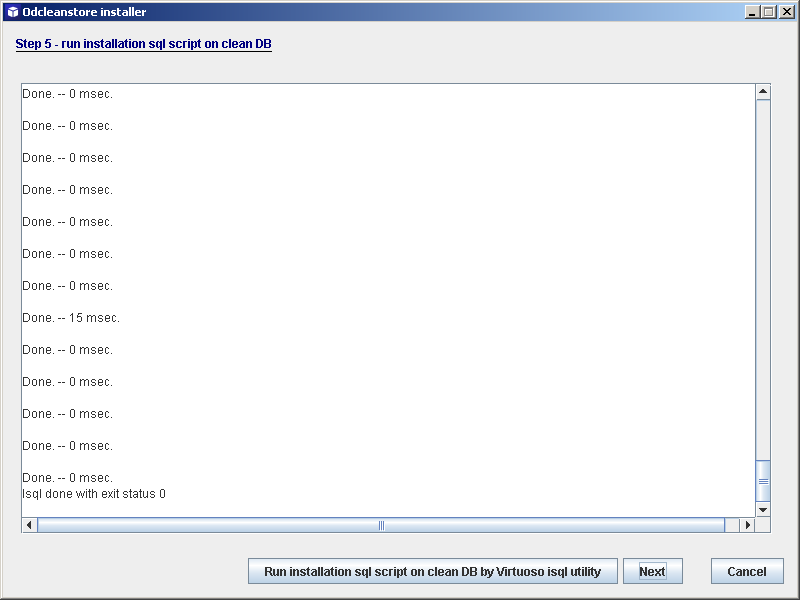 Odcleanstore installer
Step 5 - run installation sql script on clean DB
Done. -- 0 msec.
Done. -- 0 msec.
Done. -- 0 msec.
Done. -- 0 msec.
Done. -- 0 msec.
Done. -- 0 msec.
Done. -- 0 msec.
Done. -- 15 msec.
Done. -- 0 msec.
Done. -- 0 msec.
Done. -- 0 msec.
Done. -- 0 msec.
Done. -- 0 msec.
Isql done with exit status 0
Run installation sql script on clean DB by Virtuoso isql utility
Next
Cancel